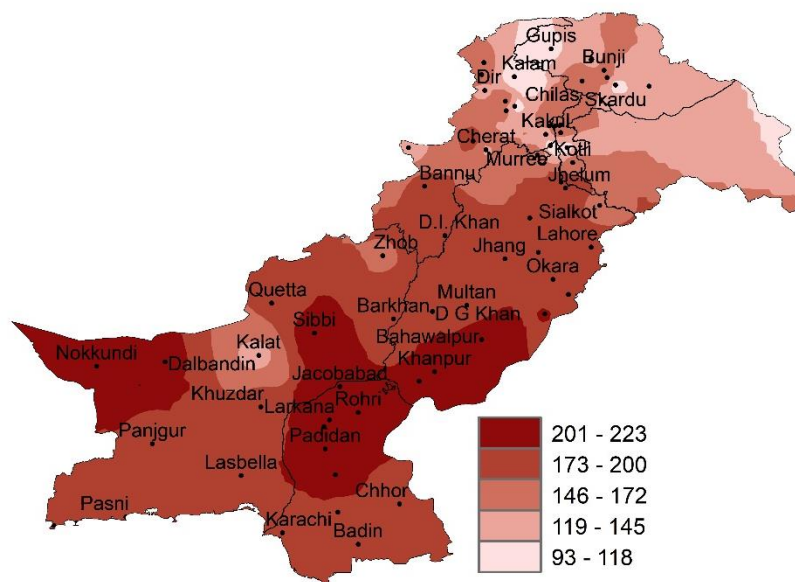 Gupis
Kalam
Bunji
Dir
Chilas
Skardu
Kakul
Cherat
Murree
Kotli
Bannu
Jhelum
D.I. Khan
Sialkot
Zhob
Lahore
Jhang
Okara
Quetta
Multan
Barkhan
D G Khan
Sibbi
Bahawalpur
Kalat
Nokkundi
Dalbandin
Khanpur
Jacobabad
Khuzdar
Larkana
Rohri
Panjgur
Padidan
Lasbella
Chhor
Pasni
Karachi
Badin
201 - 223
173 - 200
146 - 172
119 - 145
93 - 118